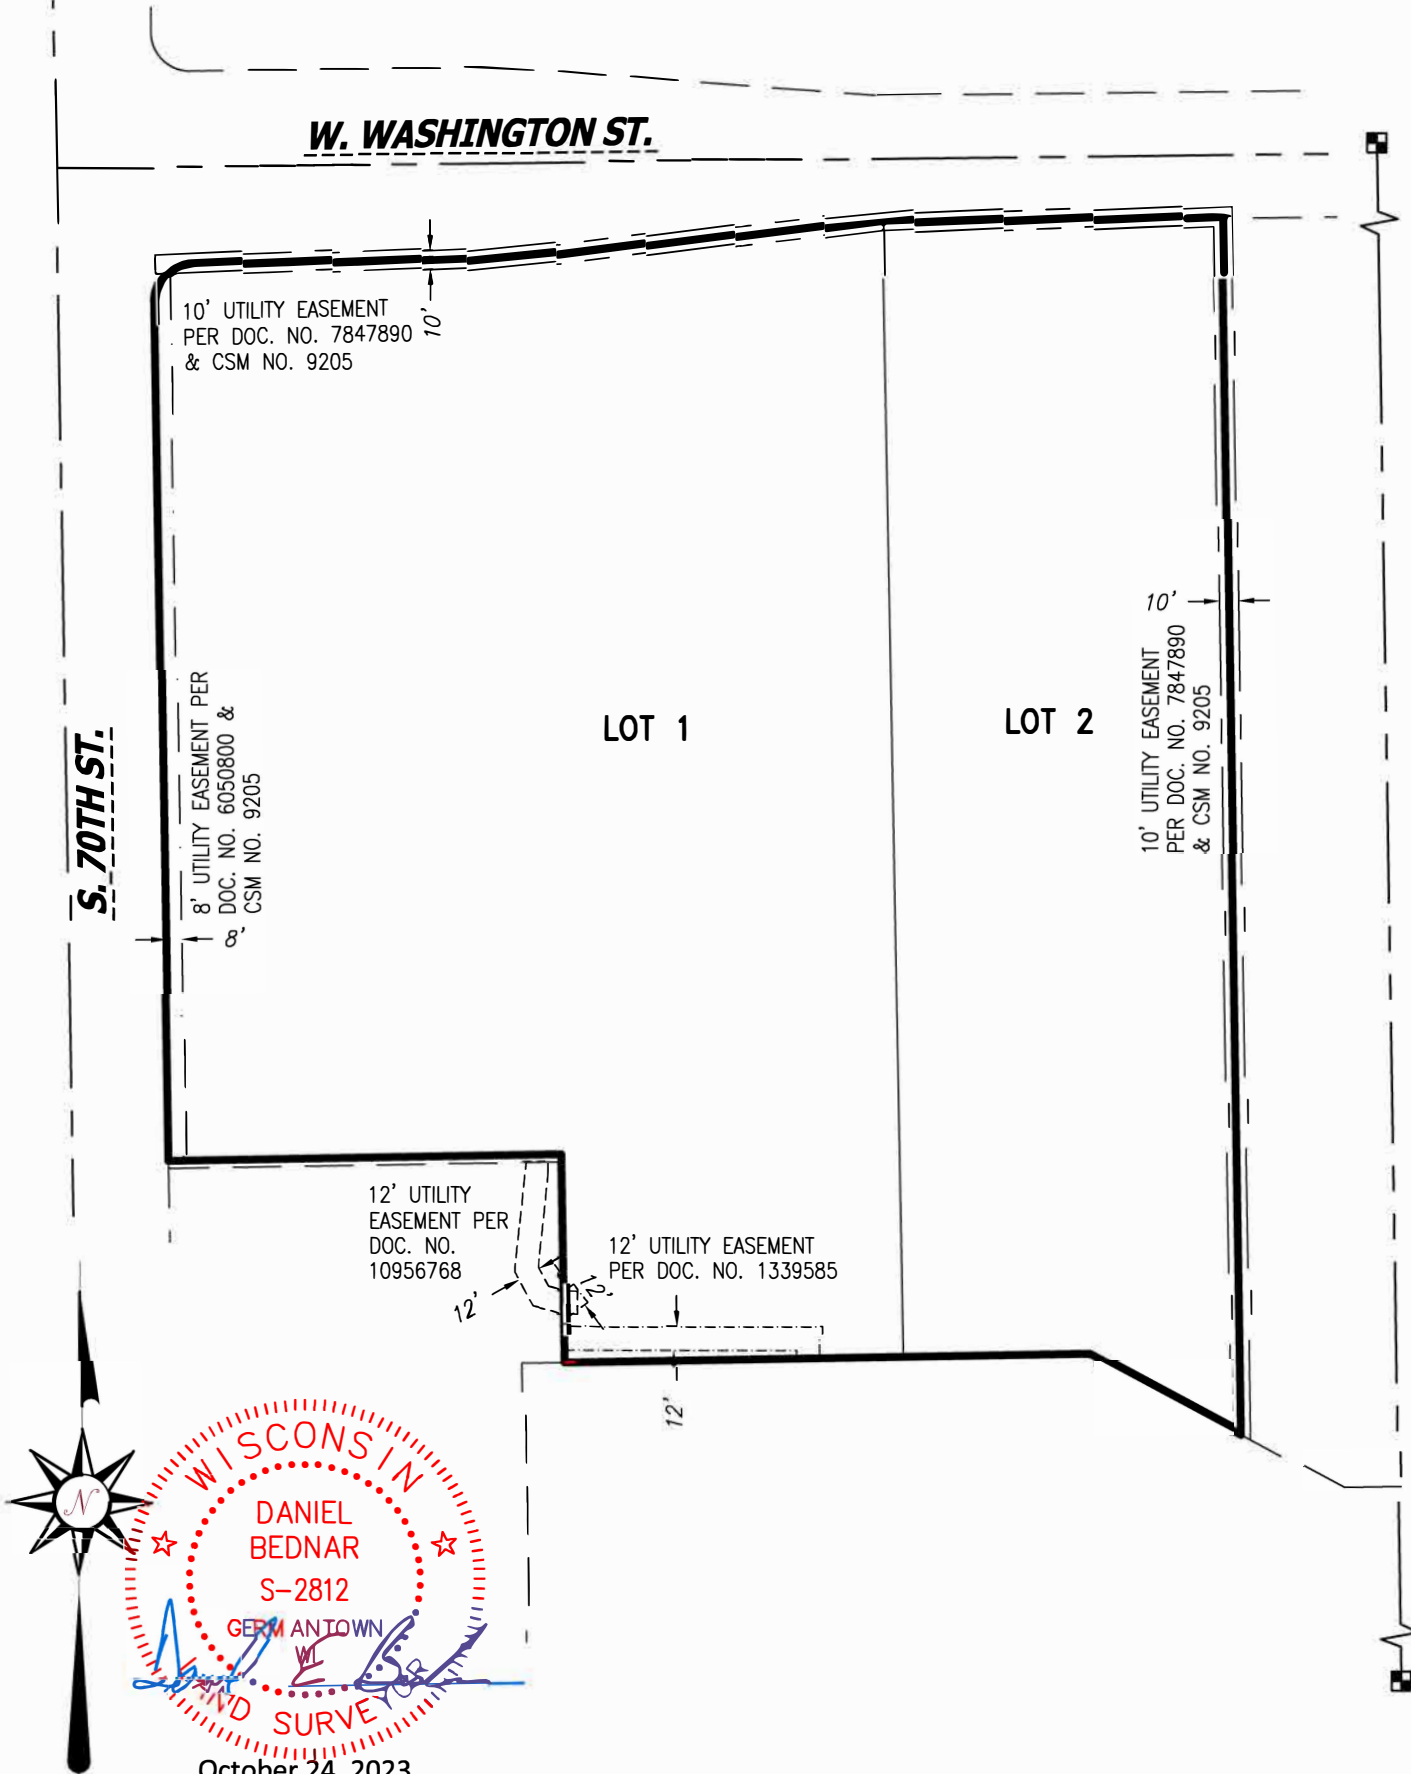 W. WASHINGTON ST.
10' UTILITY EASEMENT
PER DOC. NO. 7847890
& CSM NO. 9205
10'
10'
10' UTILITY EASEMENT
PER DOC. NO. 7847890
& CSM NO. 9205
S. 70TH ST.
8' UTILITY EASEMENT PER
DOC. NO. 6050800 &
CSM NO. 9205
8'
LOT 1
LOT 2
12' UTILITY
EASEMENT PER
DOC. NO.
10956768
12'
12' UTILITY EASEMENT
PER DOC. NO. 1339585
12'
12'
N
WISCONSIN
DANIEL
BEDNAR
S-2812
GERMANTOWN
WI
SURVEYOR
October 24, 2023